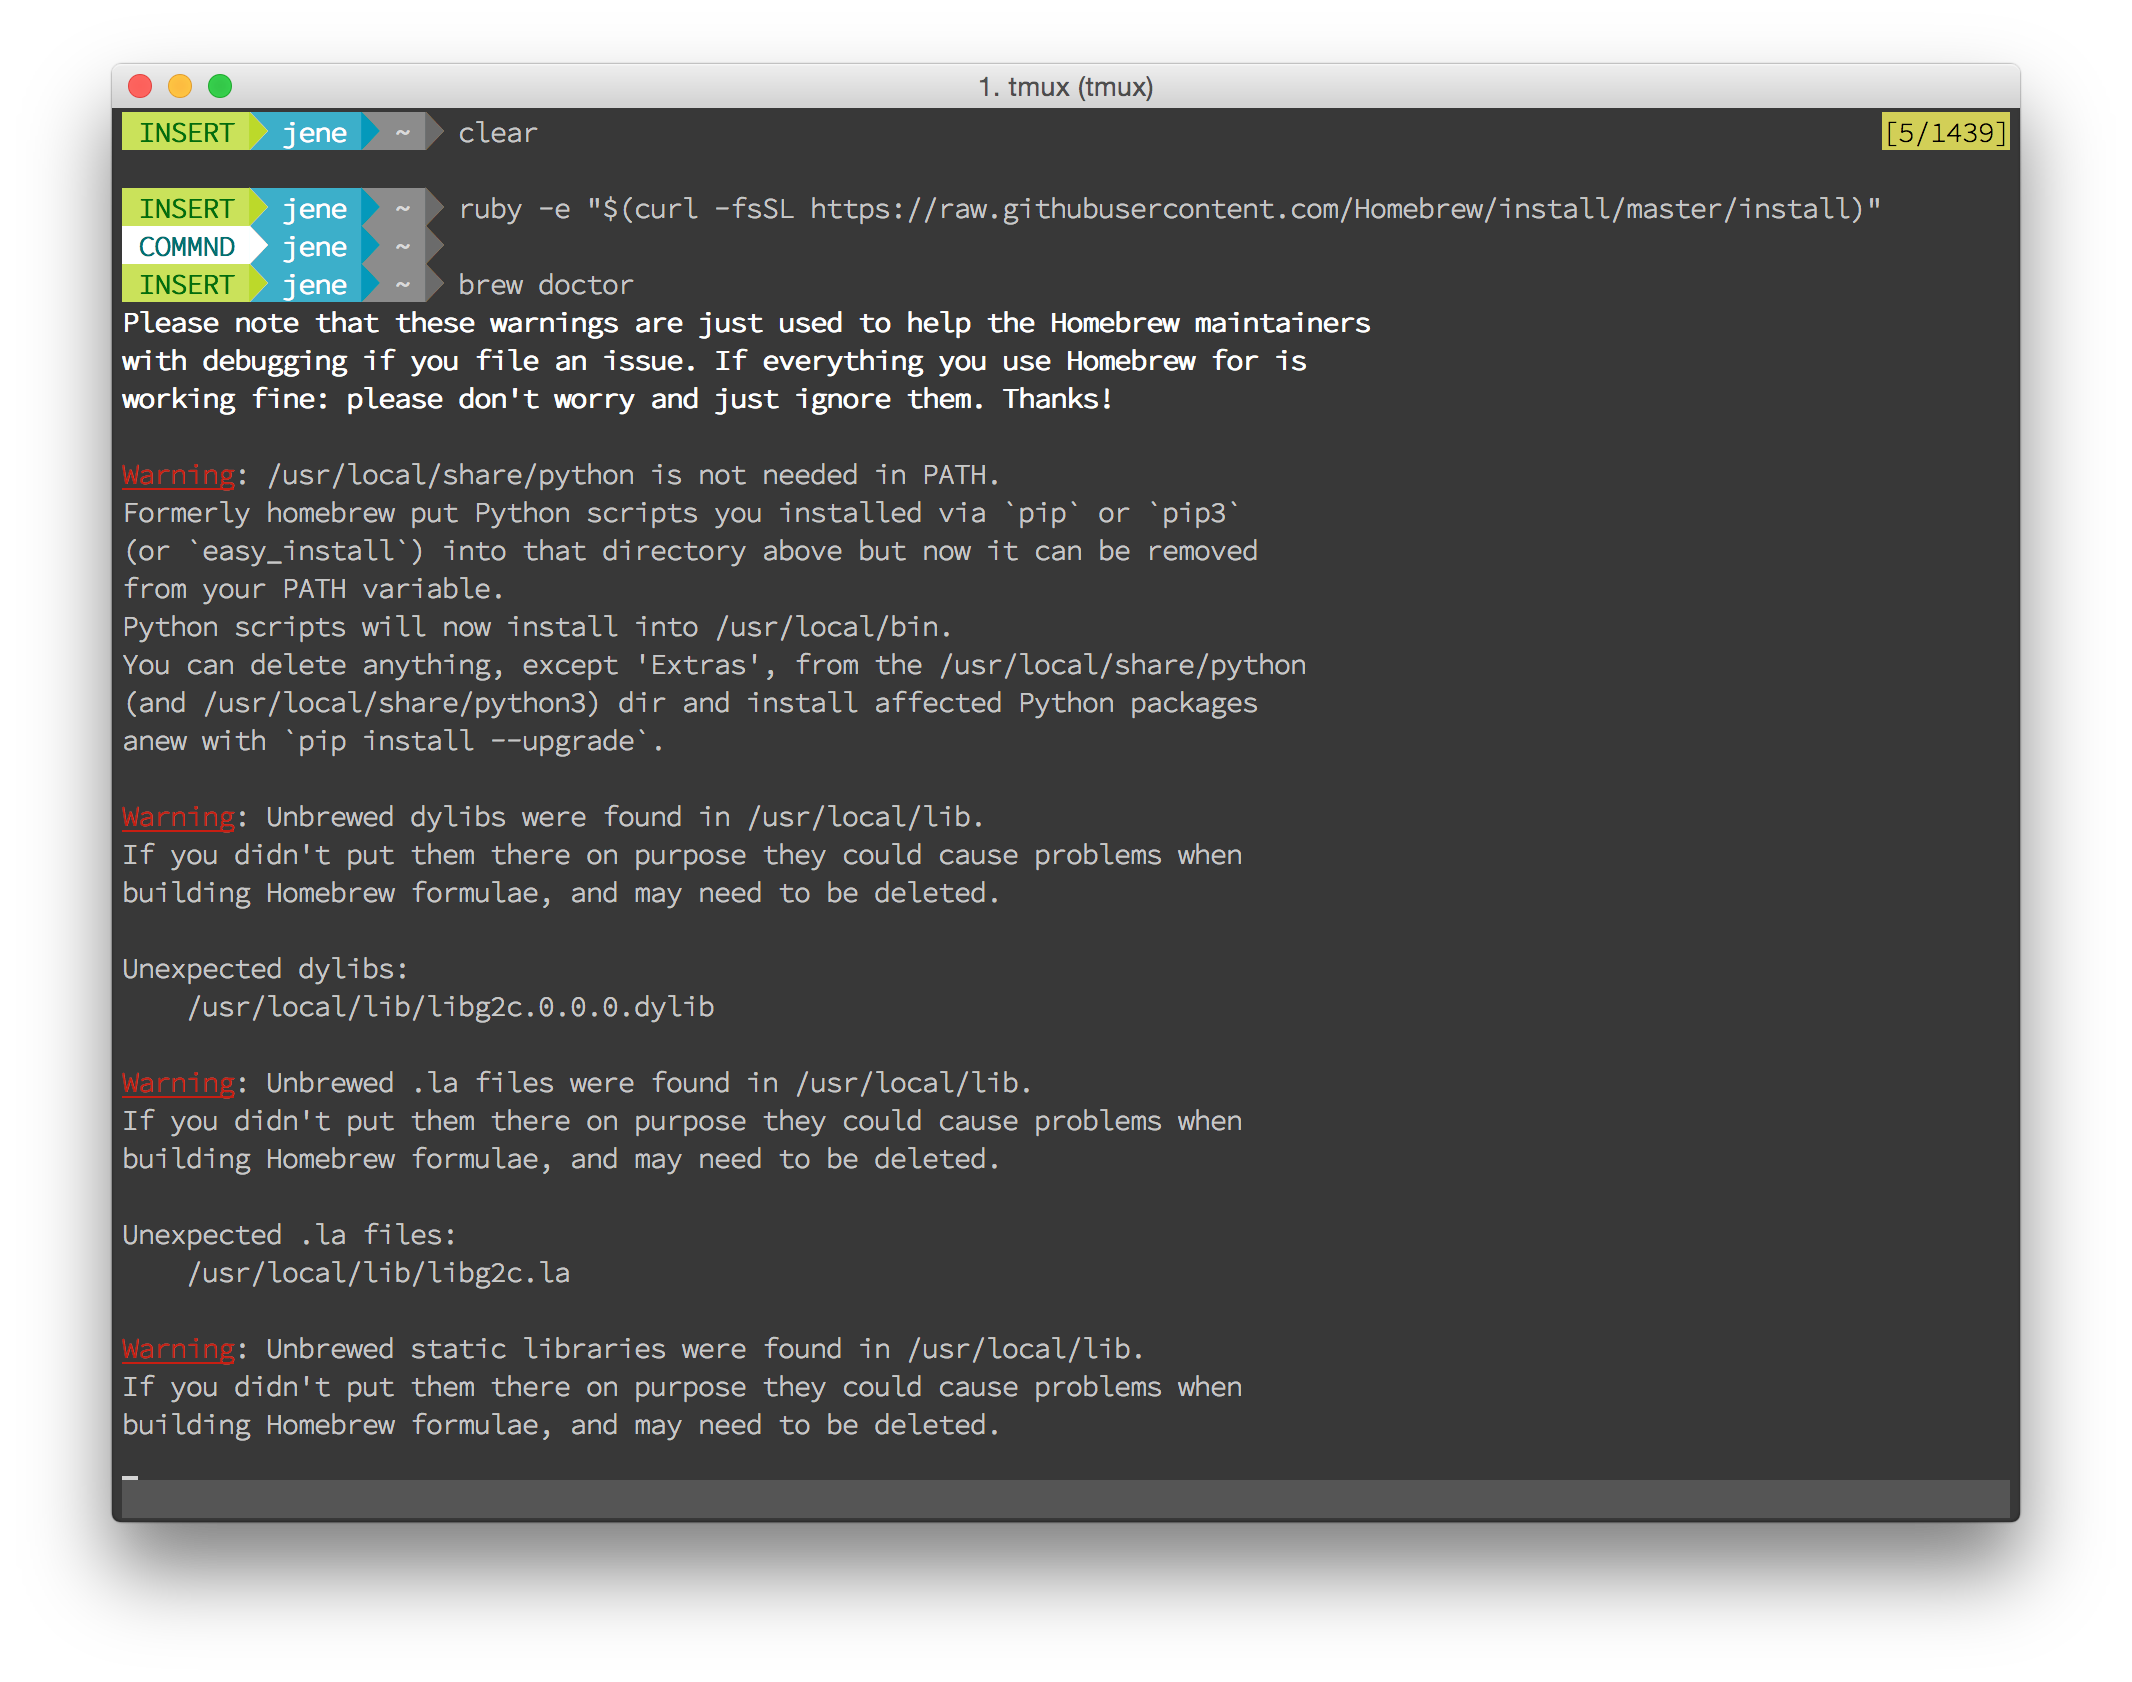 1. tmux (tmux)
INSERT jene ~ clear [5/1439]
INSERT jene ~ ruby -e "$(curl -fsSL https://raw.githubusercontent.com/Homebrew/install/master/install)"
COMMND jene ~
INSERT jene ~ brew doctor
Please note that these warnings are just used to help the Homebrew maintainers
with debugging if you file an issue. If everything you use Homebrew for is
working fine: please don't worry and just ignore them. Thanks!
Warning: /usr/local/share/python is not needed in PATH.
Formerly homebrew put Python scripts you installed via `pip` or `pip3`
(or `easy_install`) into that directory above but now it can be removed
from your PATH variable.
Python scripts will now install into /usr/local/bin.
You can delete anything, except 'Extras', from the /usr/local/share/python
(and /usr/local/share/python3) dir and install affected Python packages
anew with `pip install --upgrade`.
Warning: Unbrewed dylibs were found in /usr/local/lib.
If you didn't put them there on purpose they could cause problems when
building Homebrew formulae, and may need to be deleted.
Unexpected dylibs:
/usr/local/lib/libg2c.0.0.0.dylib
Warning: Unbrewed .la files were found in /usr/local/lib.
If you didn't put them there on purpose they could cause problems when
building Homebrew formulae, and may need to be deleted.
Unexpected .la files:
/usr/local/lib/libg2c.la
Warning: Unbrewed static libraries were found in /usr/local/lib.
If you didn't put them there on purpose they could cause problems when
building Homebrew formulae, and may need to be deleted.